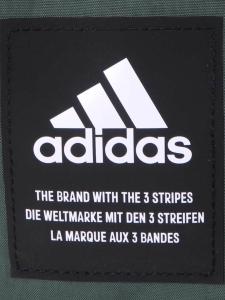 adidas
THE BRAND WITH THE 3 STRIPES
DIE WELTMARKE MIT DEN 3 STREIFEN
LA MARQUE AUX 3 BANDES